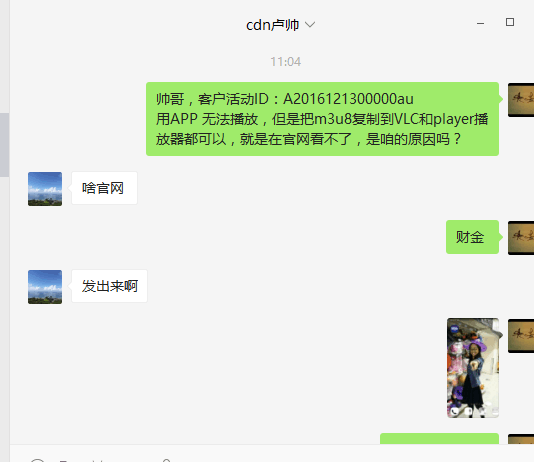 cdn卢帅
11:04
帅哥，客户活动ID：A2016121300000au
用APP 无法播放，但是把m3u8复制到VLC和player播
放器都可以，就是在官网看不了，是咱的原因吗？
啥官网
财金
发出来啊